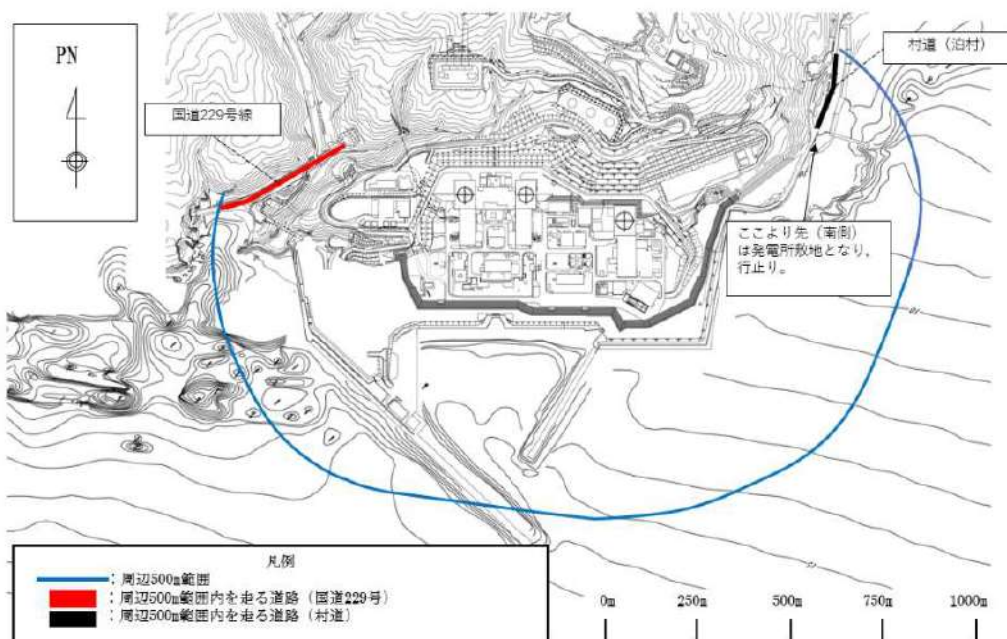 PN
国道229号線
村道（泊村）
ここより先（南側）
は発電所敷地となり、
行止り。
凡例
：周辺500m範囲
：周辺500m範囲内を走る道路（国道229号）
：周辺500m範囲内を走る道路（村道）
0m 250m 500m 750m 1000m